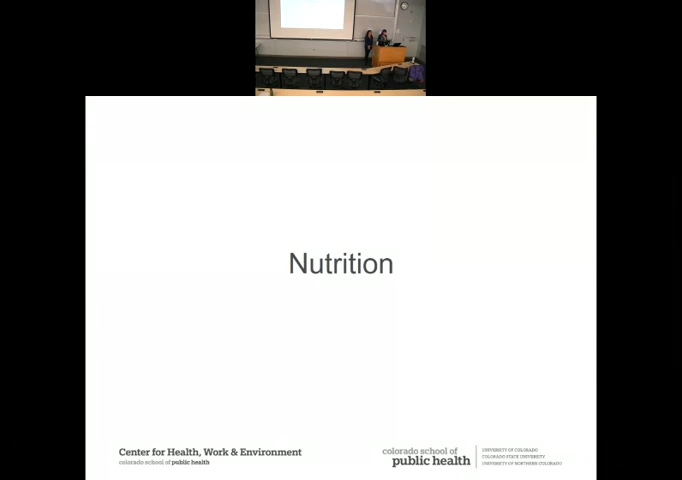 Nutrition
Center for Health, Work & Environment
colorado school of public health
colorado school of
public health
UNIVERSITY OF COLORADO
COLORADO STATE UNIVERSITY
UNIVERSITY OF NORTHERN COLORADO